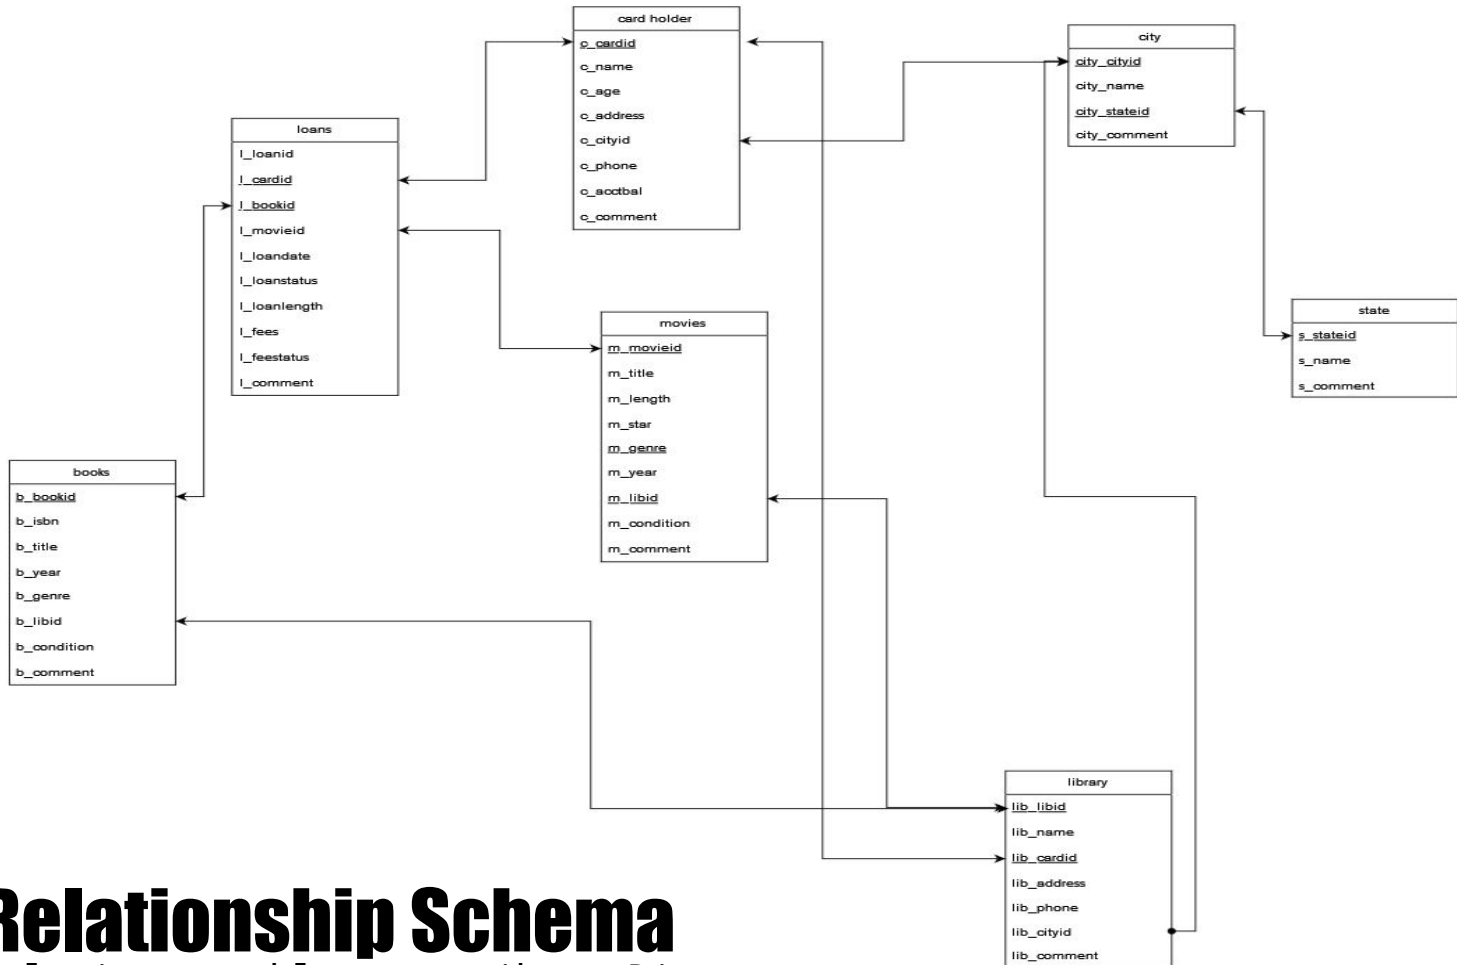 card holder
c_cardid
c_name
c_age
c_address
c_cityid
c_phone
c_acctbal
c_comment
city
city_cityid
city_name
city_stateid
city_comment
loans
l_loanid
l_cardid
l_bookid
l_movieid
l_loandate
l_loanstatus
l_loanlength
l_fees
l_feestatus
l_comment
state
s_stateid
s_name
s_comment
movies
m_movieid
m_title
m_length
m_star
m_genre
m_year
m_libid
m_condition
m_comment
books
b_bookid
b_isbn
b_title
b_year
b_genre
b_libid
b_condition
b_comment
library
lib_libid
lib_name
lib_cardid
lib_address
lib_phone
lib_cityid
lib_comment
Relationship Schema